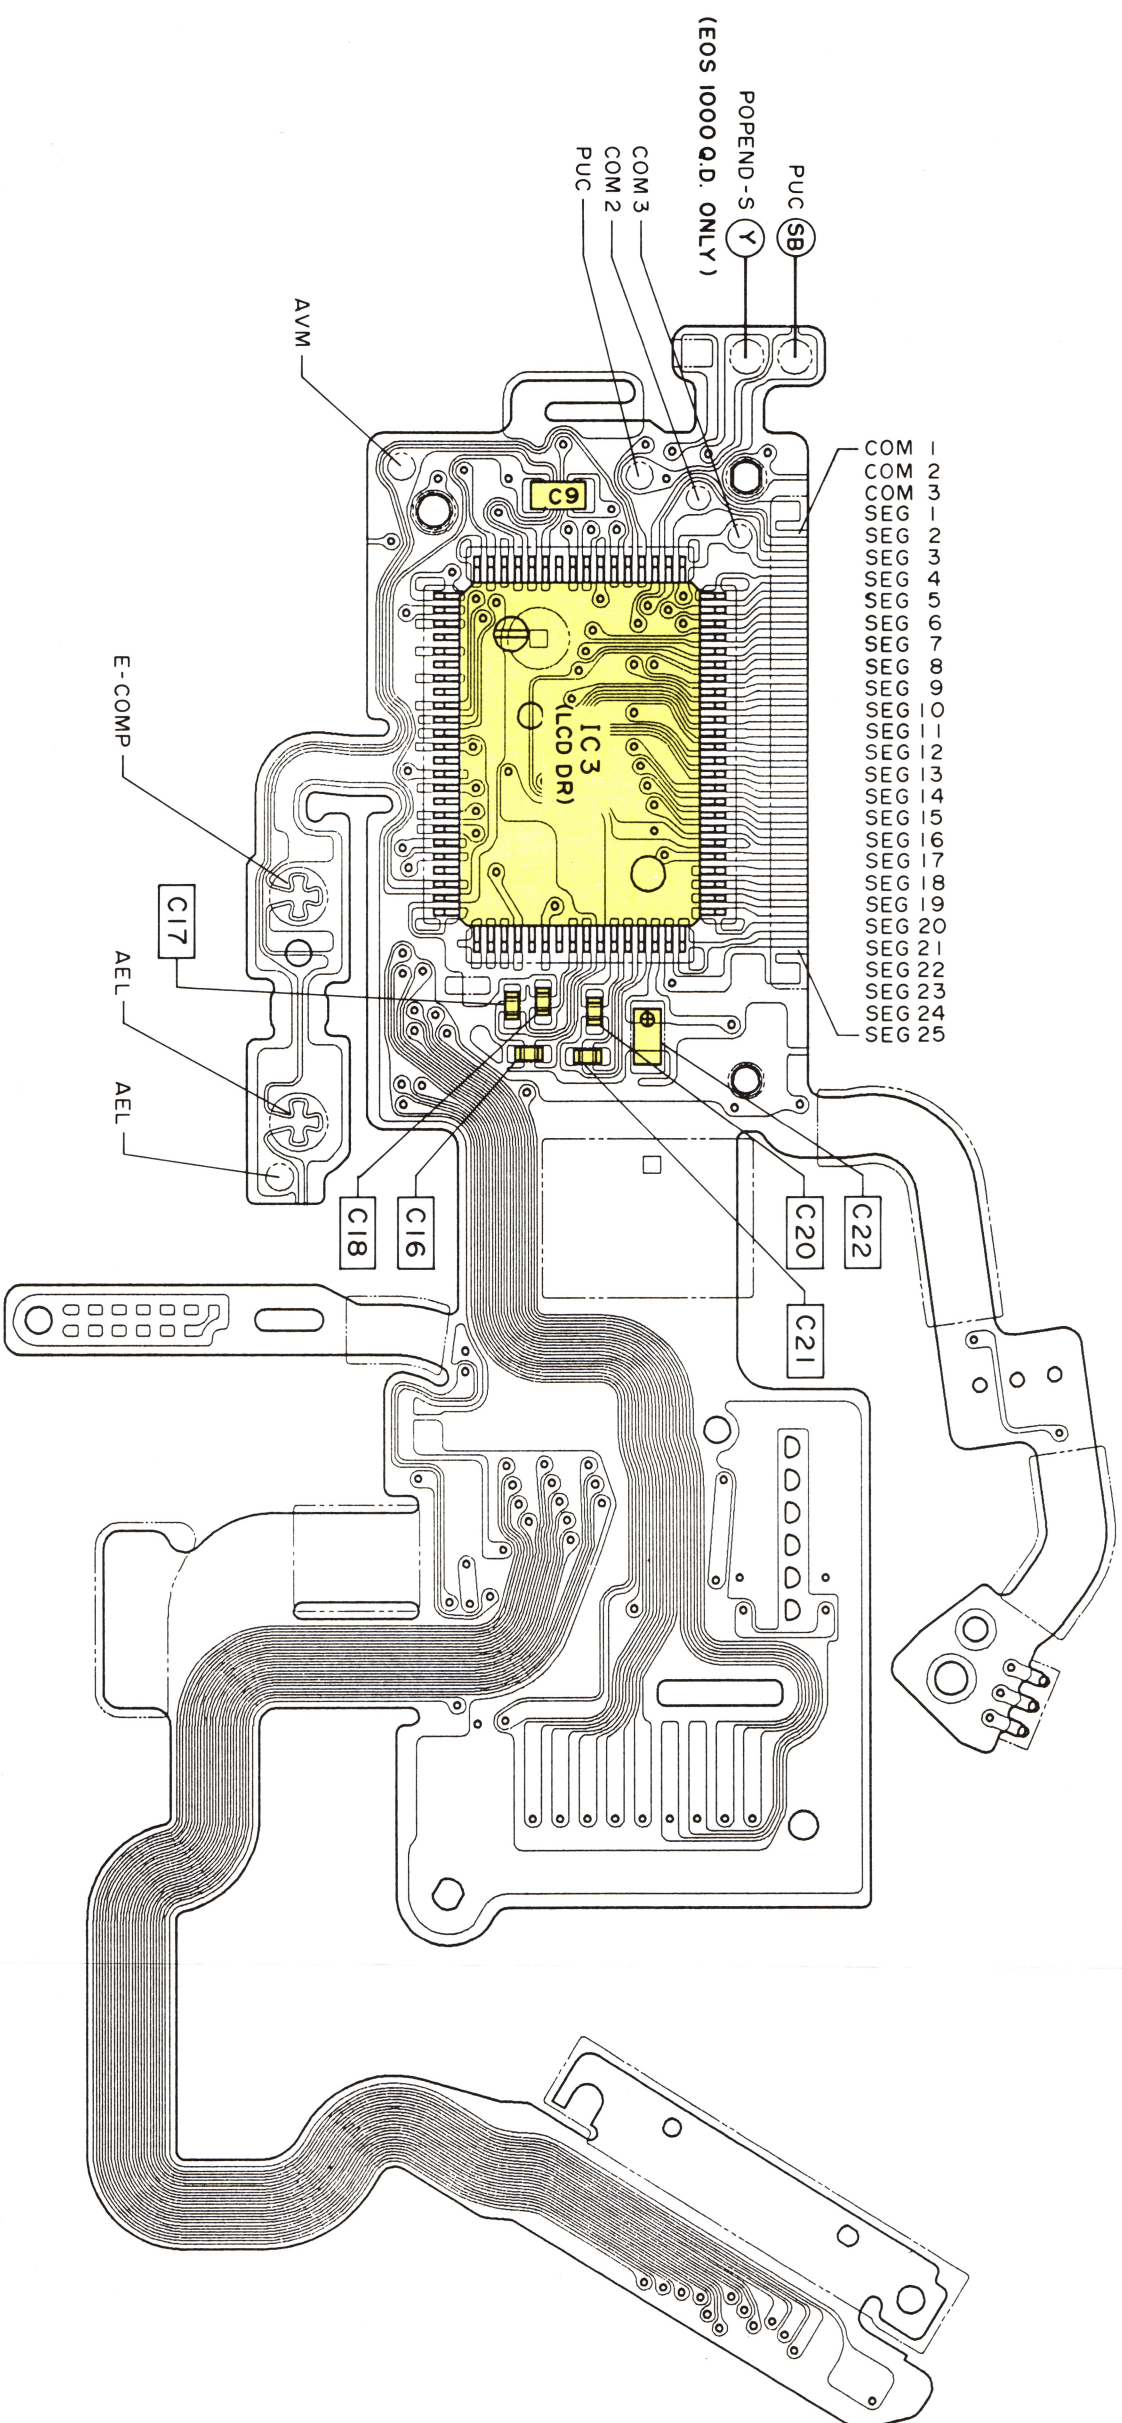 (EOS 1000 Q.D. ONLY)
POPEND-S Y
PUC SB
COM 3
COM 2
PUC
AVM
COM 1
COM 2
COM 3
SEG 1
SEG 2
SEG 3
SEG 4
SEG 5
SEG 6
SEG 7
SEG 8
SEG 9
SEG 10
SEG 11
SEG 12
SEG 13
SEG 14
SEG 15
SEG 16
SEG 17
SEG 18
SEG 19
SEG 20
SEG 21
SEG 22
SEG 23
SEG 24
SEG 25
C9
IC3
(LCD DR)
E-COMP
C17
AEL
AEL
C18
C16
C20
C22
C21